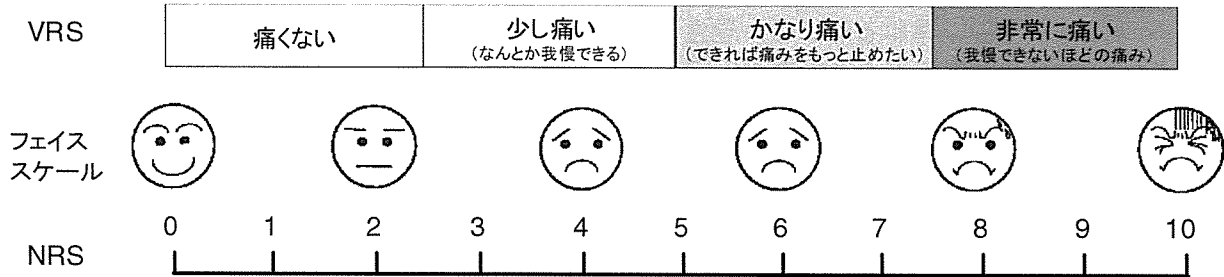 VRS
痛くない
少し痛い
(なんとか我慢できる)
かなり痛い
(できれば痛みをもっと止めたい)
非常に痛い
(我慢できないほどの痛み)
フェイス
スケール
0 1 2 3 4 5 6 7 8 9 10
NRS